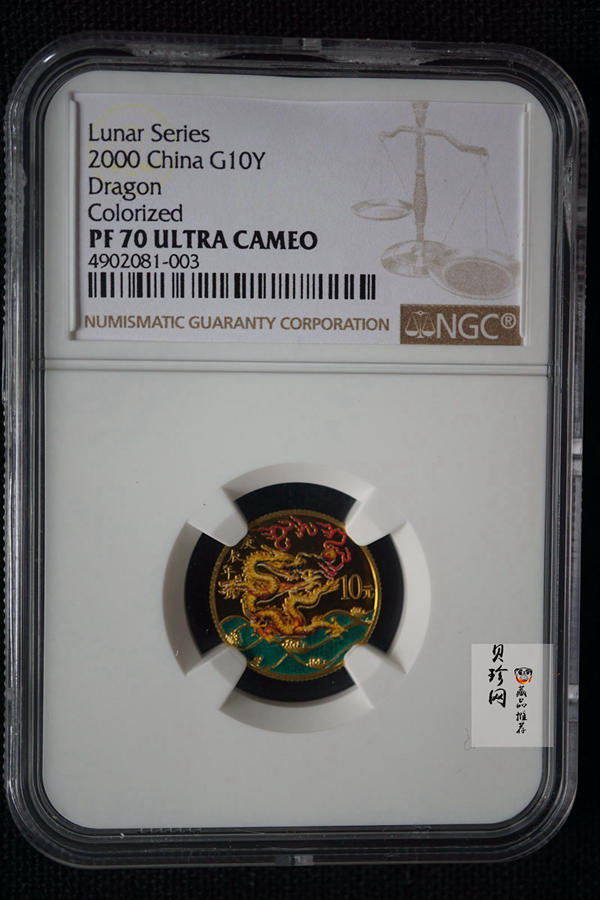 Lunar Series
2000 China G10Y
Dragon
Colorized
PF 70 ULTRA CAMEO
4902081-003
NUMISMATIC GUARANTY CORPORATION
NGC®
10元
贝珍网
藏品
推荐